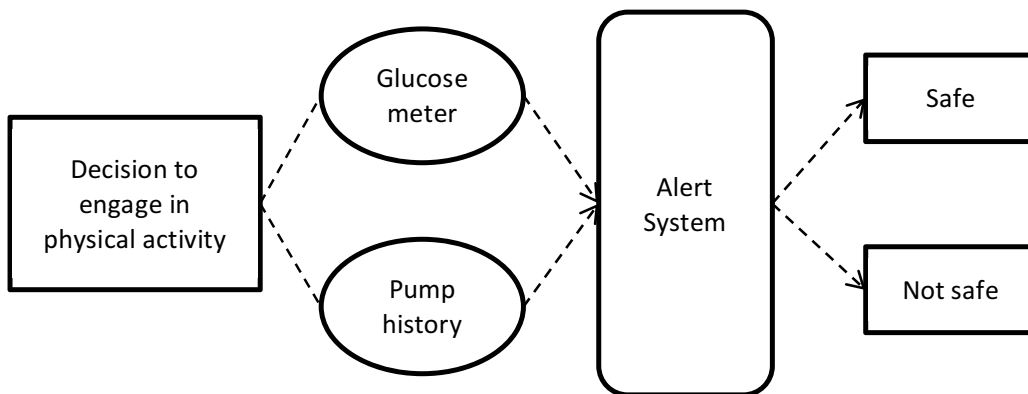 Decision to
engage in
physical activity
Glucose
meter
Pump
history
Alert
System
Safe
Not safe